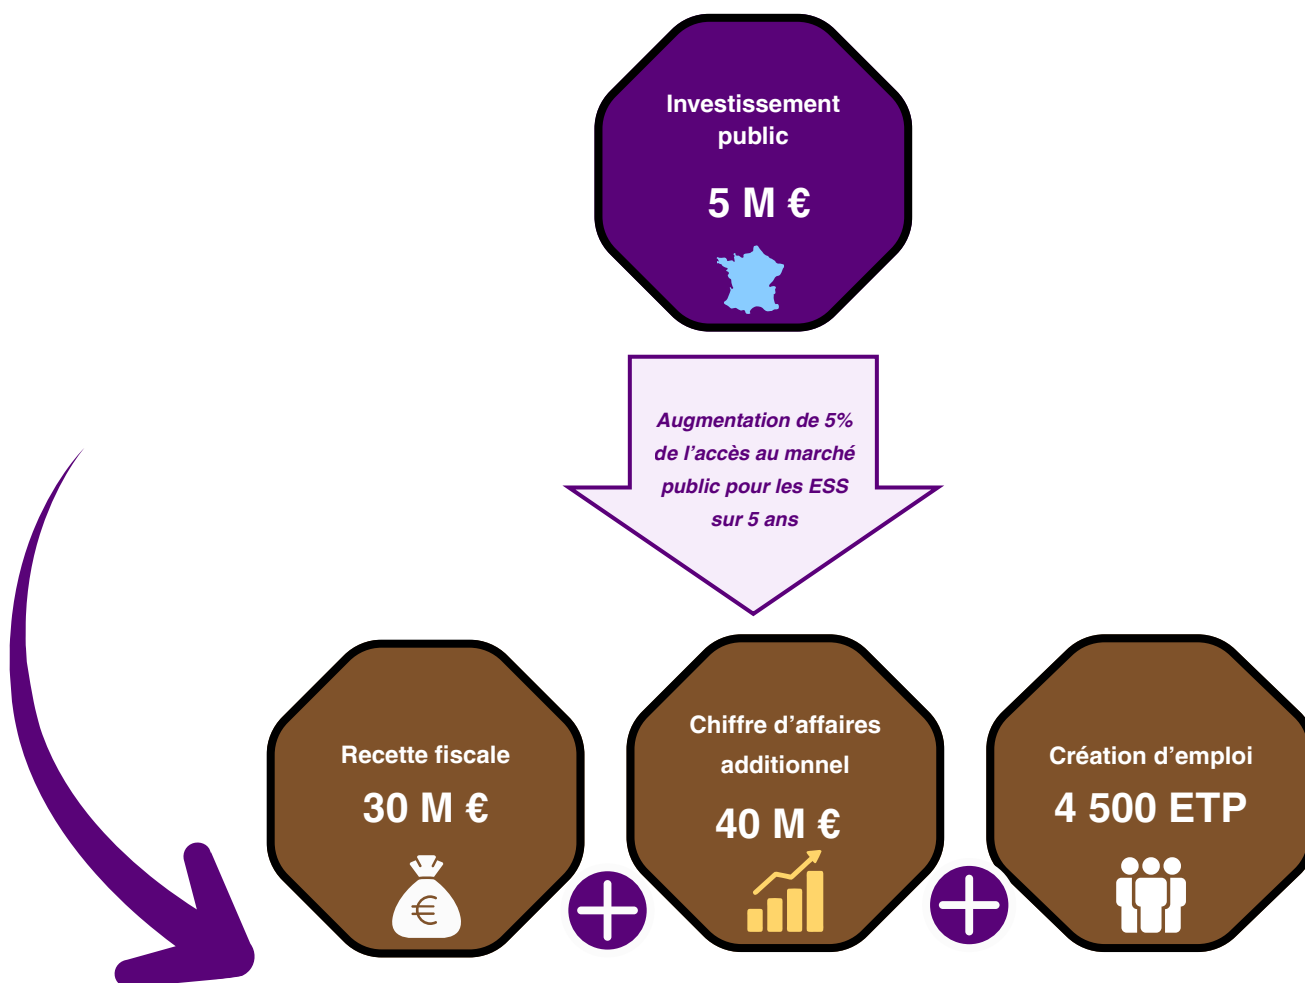 Investissement
public
5 M €
Augmentation de 5%
de l’accès au marché
public pour les ESS
sur 5 ans
Recette fiscale
30 M €
€
Chiffre d’affaires
additionnel
40 M €
Création d’emploi
4 500 ETP